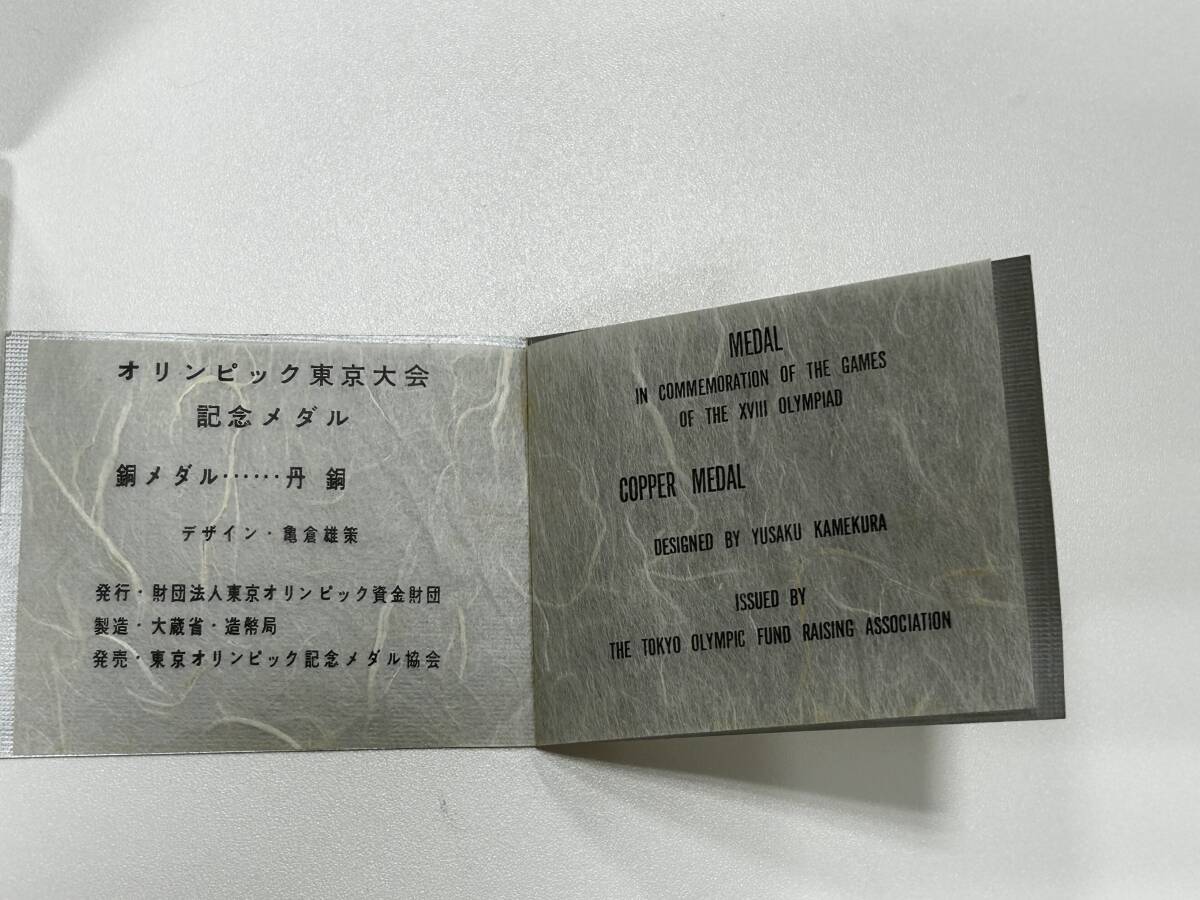 オリンピック東京大会
記念メダル
銅メダル······丹 銅
デザイン・亀倉雄策
発行・財団法人東京オリンピック資金財団
製造・大蔵省・造幣局
発売・東京オリンピック記念メダル協会
MEDAL
IN COMMEMORATION OF THE GAMES
OF THE XVIII OLYMPIAD
COPPER MEDAL
DESIGNED BY YUSAKU KAMEKURA
ISSUED BY
THE TOKYO OLYMPIC FUND RAISING ASSOCIATION